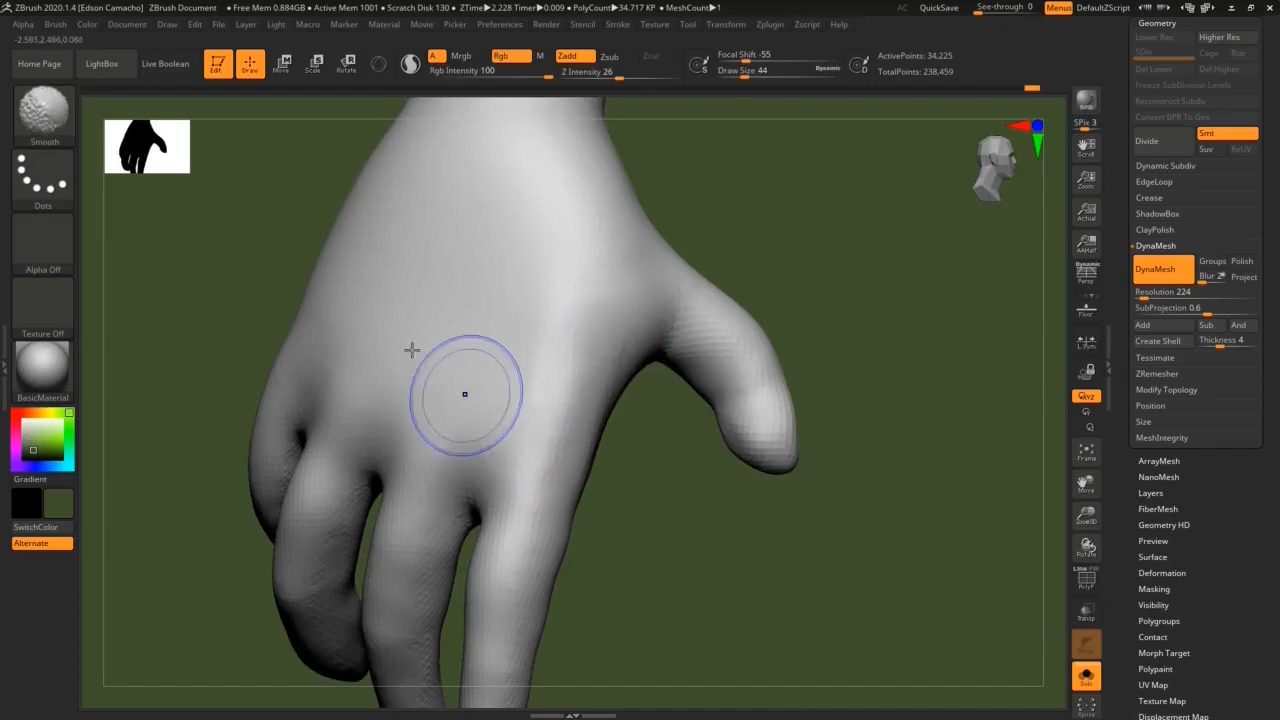 ZBrush 2020.1.4 [Edson Camacho] ZBrush Document • Free Mem 0.884GB • Active Mem 1001 • Scratch Disk 130 • ZTime▶2.228 Timer▶0.009 • PolyCount▶34.717 KP • MeshCount▶1 AC QuickSave See-through 0 Menus DefaultZScript
Alpha Brush Color Document Draw Edit File Layer Light Macro Marker Material Movie Picker Preferences Render Stencil Stroke Texture Tool Transform Zplugin Zscript Help
Home Page LightBox Live Boolean
Edit Draw Move Scale Rotate
A Mrgb Rgb M Zadd Zsub Zcut
Rgb Intensity 100 Z Intensity 26
S Focal Shift -55
Draw Size 44 Dynamic D
ActivePoints: 34,225
TotalPoints: 238,459
Smooth
Dots
Alpha Off
Texture Off
BasicMaterial
Gradient
SwitchColor
Alternate
BPR
SPix 3
Scroll
Zoom
Actual
AAHalf
Dynamic
Persp
Floor
L.Sym
XYZ
Frame
Move
Zoom3D
Rotate
Line Fill
PolyF
Transp
Solo
Xpose
Geometry
Lower Res Higher Res
SDiv Cage Rstr
Del Lower Del Higher
Freeze SubDivision Levels
Reconstruct Subdiv
Convert BPR To Geo
Divide Smt
Suv ReUV
Dynamic Subdiv
EdgeLoop
Crease
ShadowBox
ClayPolish
DynaMesh
DynaMesh Groups Polish
Blur 2 Project
Resolution 224
SubProjection 0.6
Add Sub And
Create Shell Thickness 4
Tessimate
ZRemesher
Modify Topology
Position
Size
MeshIntegrity
ArrayMesh
NanoMesh
Layers
FiberMesh
Geometry HD
Preview
Surface
Deformation
Masking
Visibility
Polygroups
Contact
Morph Target
Polypaint
UV Map
Texture Map
Displacement Map